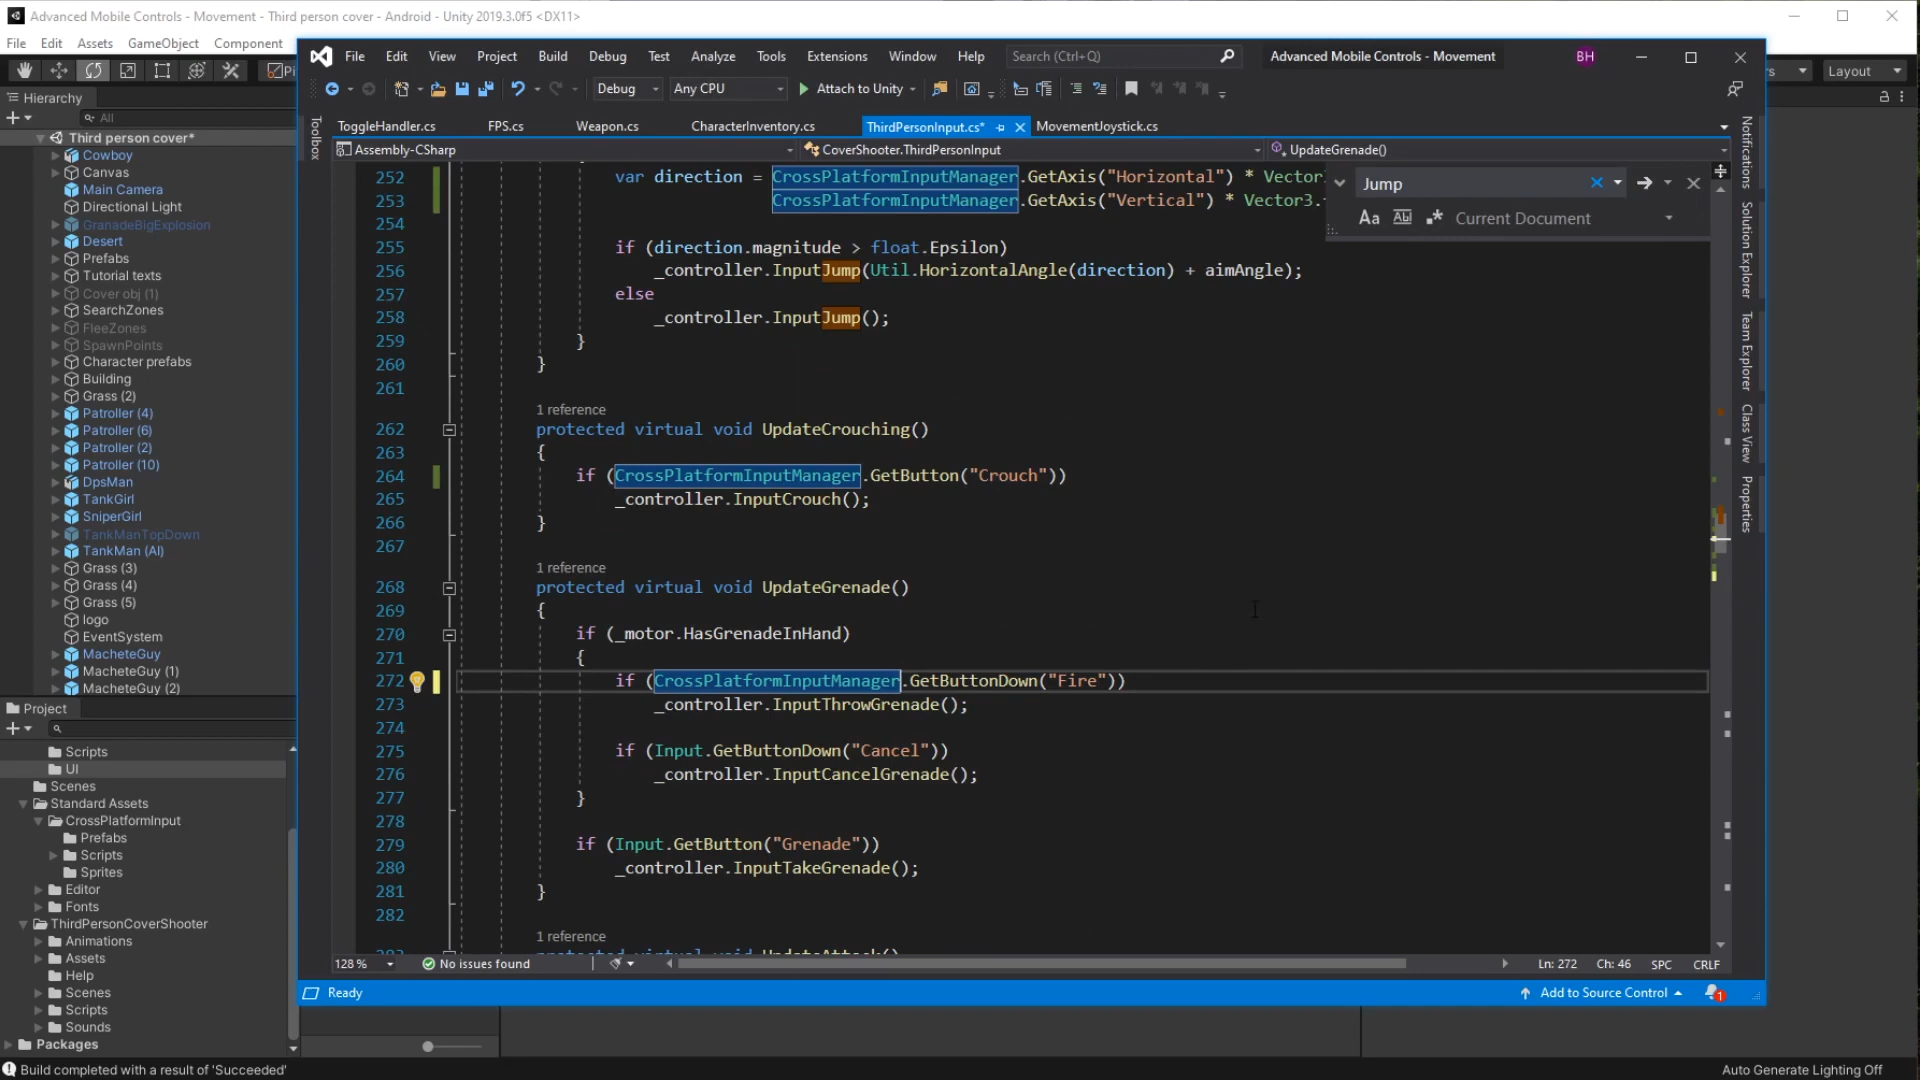 Advanced Mobile Controls - Movement - Third person cover - Android - Unity 2019.3.0f5 <DX11>
File Edit Assets GameObject Component
File Edit View Project Build Debug Test Analyze Tools Extensions Window Help Search (Ctrl+Q) Advanced Mobile Controls - Movement BH
Layout
Debug Any CPU Attach to Unity
Hierarchy
All
Third person cover*
Cowboy
Canvas
Main Camera
Directional Light
GranadeBigExplosion
Desert
Prefabs
Tutorial texts
Cover obj (1)
SearchZones
FleeZones
SpawnPoints
Character prefabs
Building
Grass (2)
Patroller (4)
Patroller (6)
Patroller (2)
Patroller (10)
DpsMan
TankGirl
SniperGirl
TankManTopDown
TankMan (AI)
Grass (3)
Grass (4)
Grass (5)
logo
EventSystem
MacheteGuy
MacheteGuy (1)
MacheteGuy (2)
Project
Scripts
UI
Scenes
Standard Assets
CrossPlatformInput
Prefabs
Scripts
Sprites
Editor
Fonts
ThirdPersonCoverShooter
Animations
Assets
Help
Scenes
Scripts
Sounds
Packages
Build completed with a result of 'Succeeded'
Toolbox
ToggleHandler.cs FPS.cs Weapon.cs CharacterInventory.cs ThirdPersonInput.cs* MovementJoystick.cs
Assembly-CSharp CoverShooter.ThirdPersonInput UpdateGrenade()
Jump
Aa Abl Current Document
252 var direction = CrossPlatformInputManager.GetAxis("Horizontal") * Vector
253 CrossPlatformInputManager.GetAxis("Vertical") * Vector3.
254
255 if (direction.magnitude > float.Epsilon)
256 _controller.InputJump(Util.HorizontalAngle(direction) + aimAngle);
257 else
258 _controller.InputJump();
259 }
260 }
261
1 reference
262 protected virtual void UpdateCrouching()
263 {
264 if (CrossPlatformInputManager.GetButton("Crouch"))
265 _controller.InputCrouch();
266 }
267
1 reference
268 protected virtual void UpdateGrenade()
269 {
270 if (_motor.HasGrenadeInHand)
271 {
272 if (CrossPlatformInputManager.GetButtonDown("Fire"))
273 _controller.InputThrowGrenade();
274
275 if (Input.GetButtonDown("Cancel"))
276 _controller.InputCancelGrenade();
277 }
278
279 if (Input.GetButton("Grenade"))
280 _controller.InputTakeGrenade();
281 }
282
1 reference
283 protected virtual void UpdateAttack()
128 % No issues found Ln: 272 Ch: 46 SPC CRLF
Ready Add to Source Control 1
Notifications
Solution Explorer
Team Explorer
Class View
Properties
Auto Generate Lighting Off